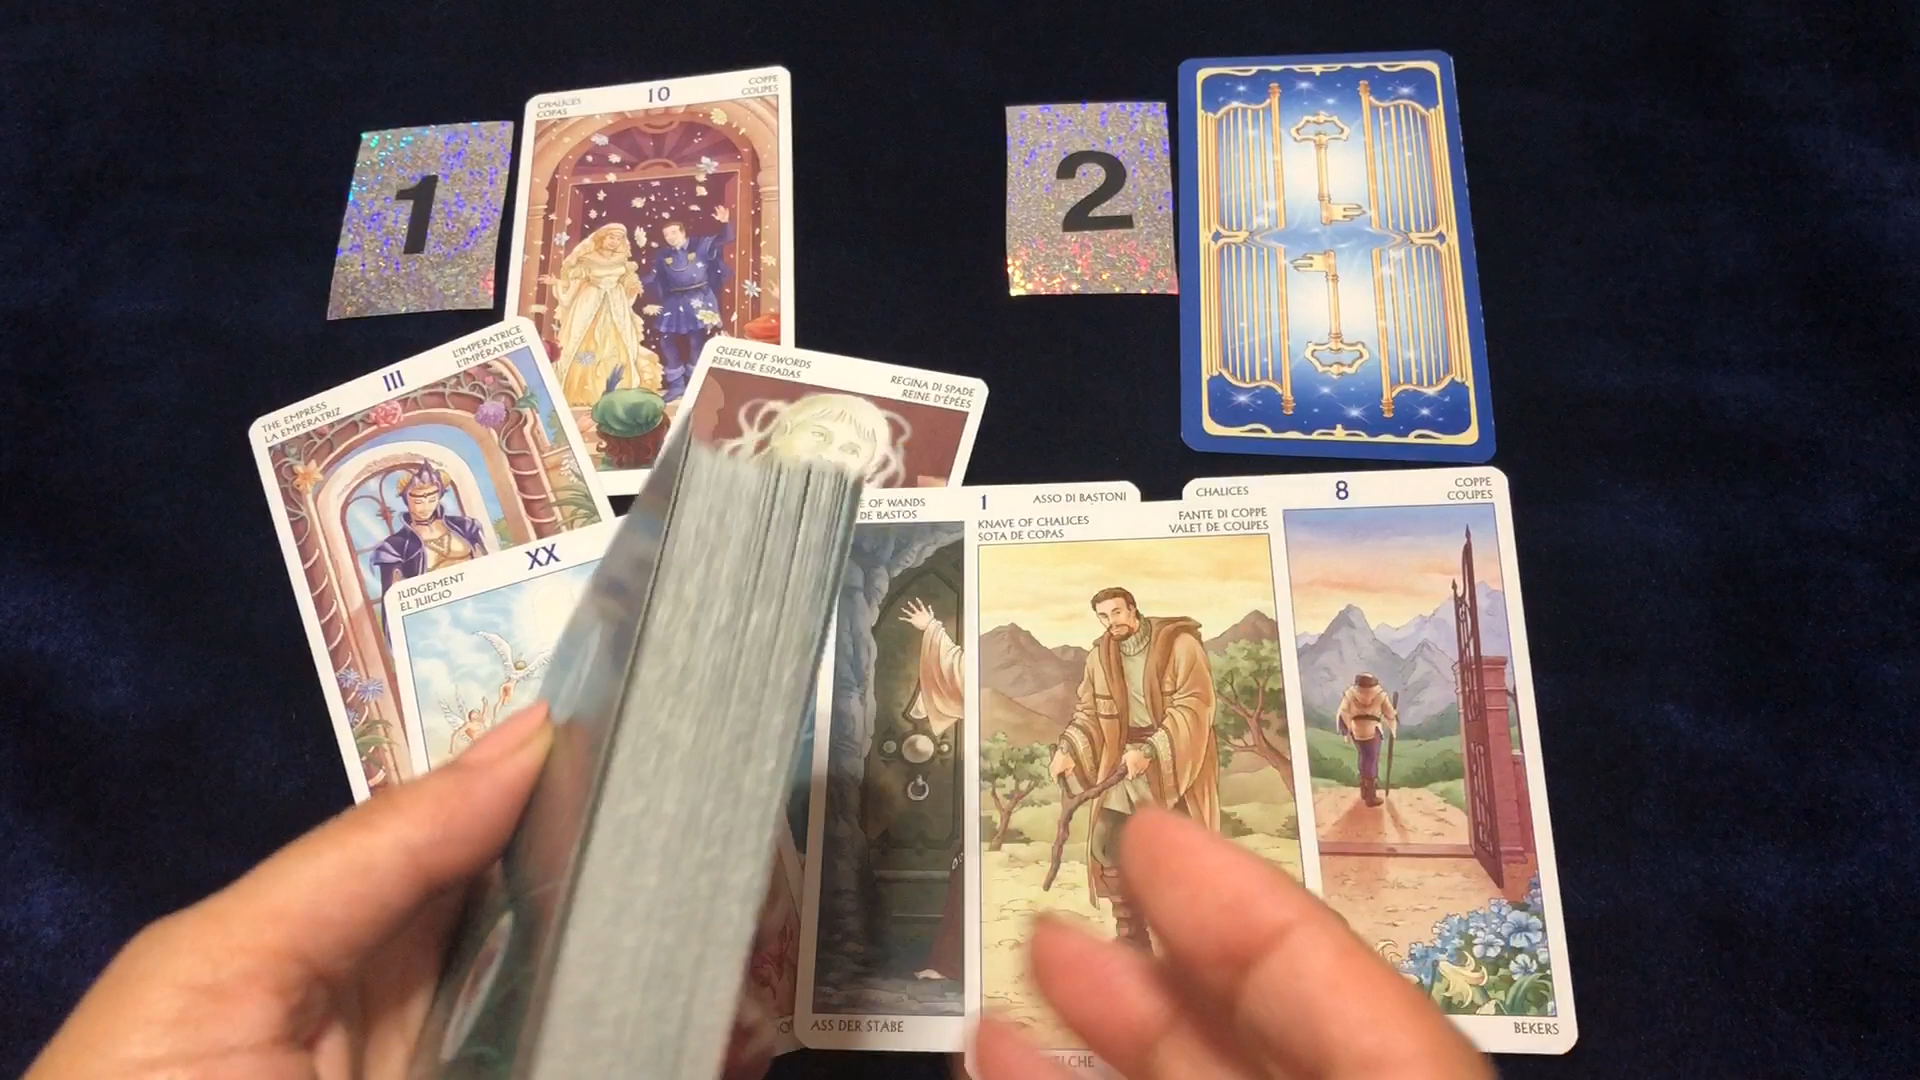 1
CHALICES
COPAS
10
COPPE
COUPES
2
THE EMPRESS
LA EMPERATRIZ
III
L'IMPERATRICE
L'IMPÉRATRICE
QUEEN OF SWORDS
REINA DE ESPADAS
REGINA DI SPADE
REINE D'ÉPÉES
JUDGEMENT
EL JUICIO
XX
E OF WANDS
DE BASTOS
1
ASSO DI BASTONI
KNAVE OF CHALICES
SOTA DE COPAS
FANTE DI COPPE
VALET DE COUPES
CHALICES
8
COPPE
COUPES
ASS DER STÄBE
BEKERS